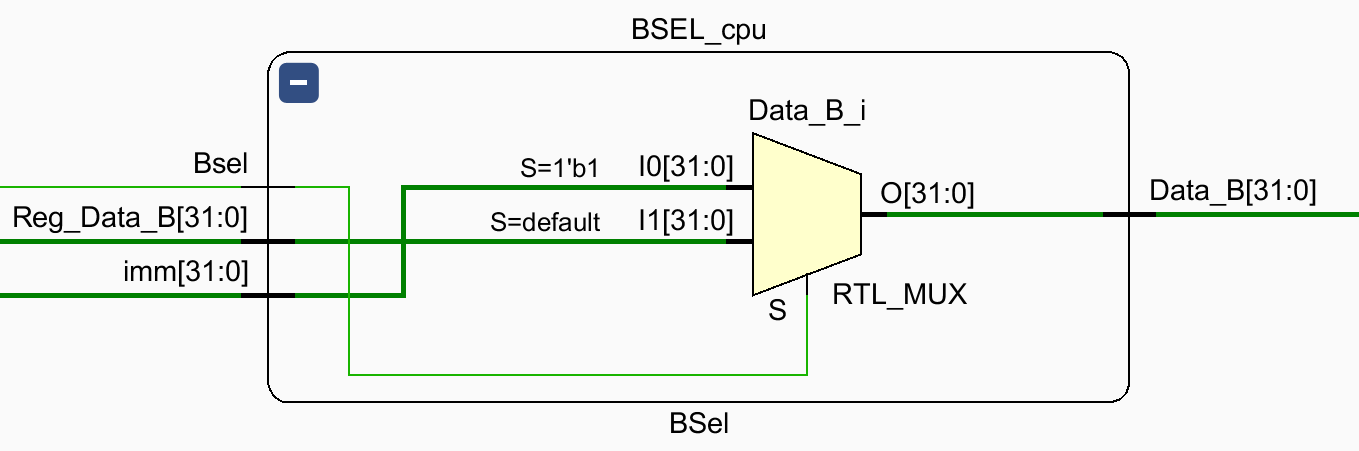 BSEL_cpu
Data_B_i
Bsel
S=1'b1
I0[31:0]
O[31:0]
Data_B[31:0]
Reg_Data_B[31:0]
S=default
I1[31:0]
imm[31:0]
S
RTL_MUX
BSel